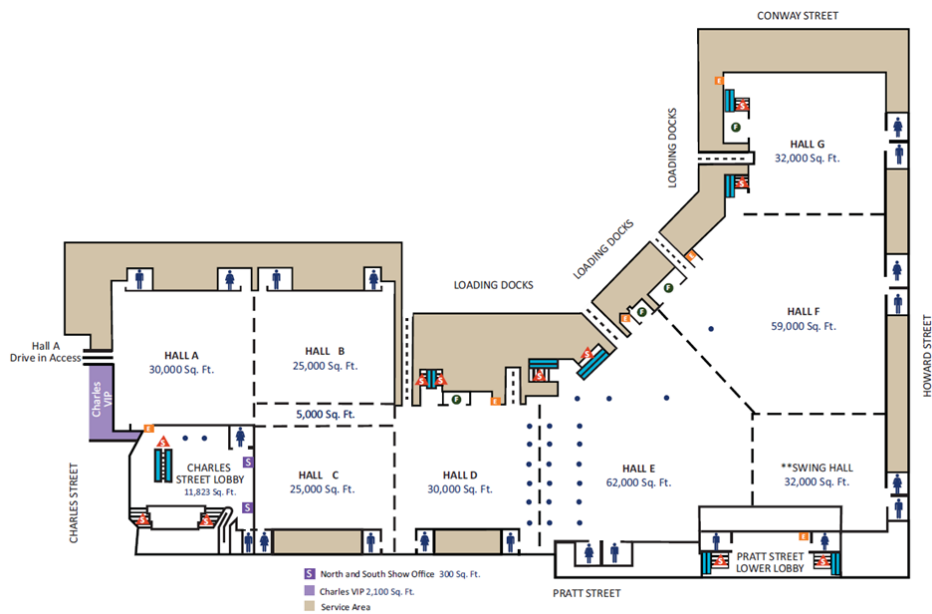 CONWAY STREET
E
S
F
HALL G
32,000 Sq. Ft.
LOADING DOCKS
S
LOADING DOCKS
E
F
F
E
HALL F
59,000 Sq. Ft.
HOWARD STREET
LOADING DOCKS
Hall A
Drive in Access
HALL A
30,000 Sq. Ft.
HALL B
25,000 Sq. Ft.
5,000 Sq. Ft.
S
S
F
E
S
S
Charles
VIP
E
S
CHARLES
STREET LOBBY
11,823 Sq. Ft.
S
S
S
S
CHARLES STREET
HALL C
25,000 Sq. Ft.
HALL D
30,000 Sq. Ft.
HALL E
62,000 Sq. Ft.
**SWING HALL
32,000 Sq. Ft.
E
PRATT STREET
LOWER LOBBY
S
S
PRATT STREET
S North and South Show Office 300 Sq. Ft.
Charles VIP 2,100 Sq. Ft.
Service Area